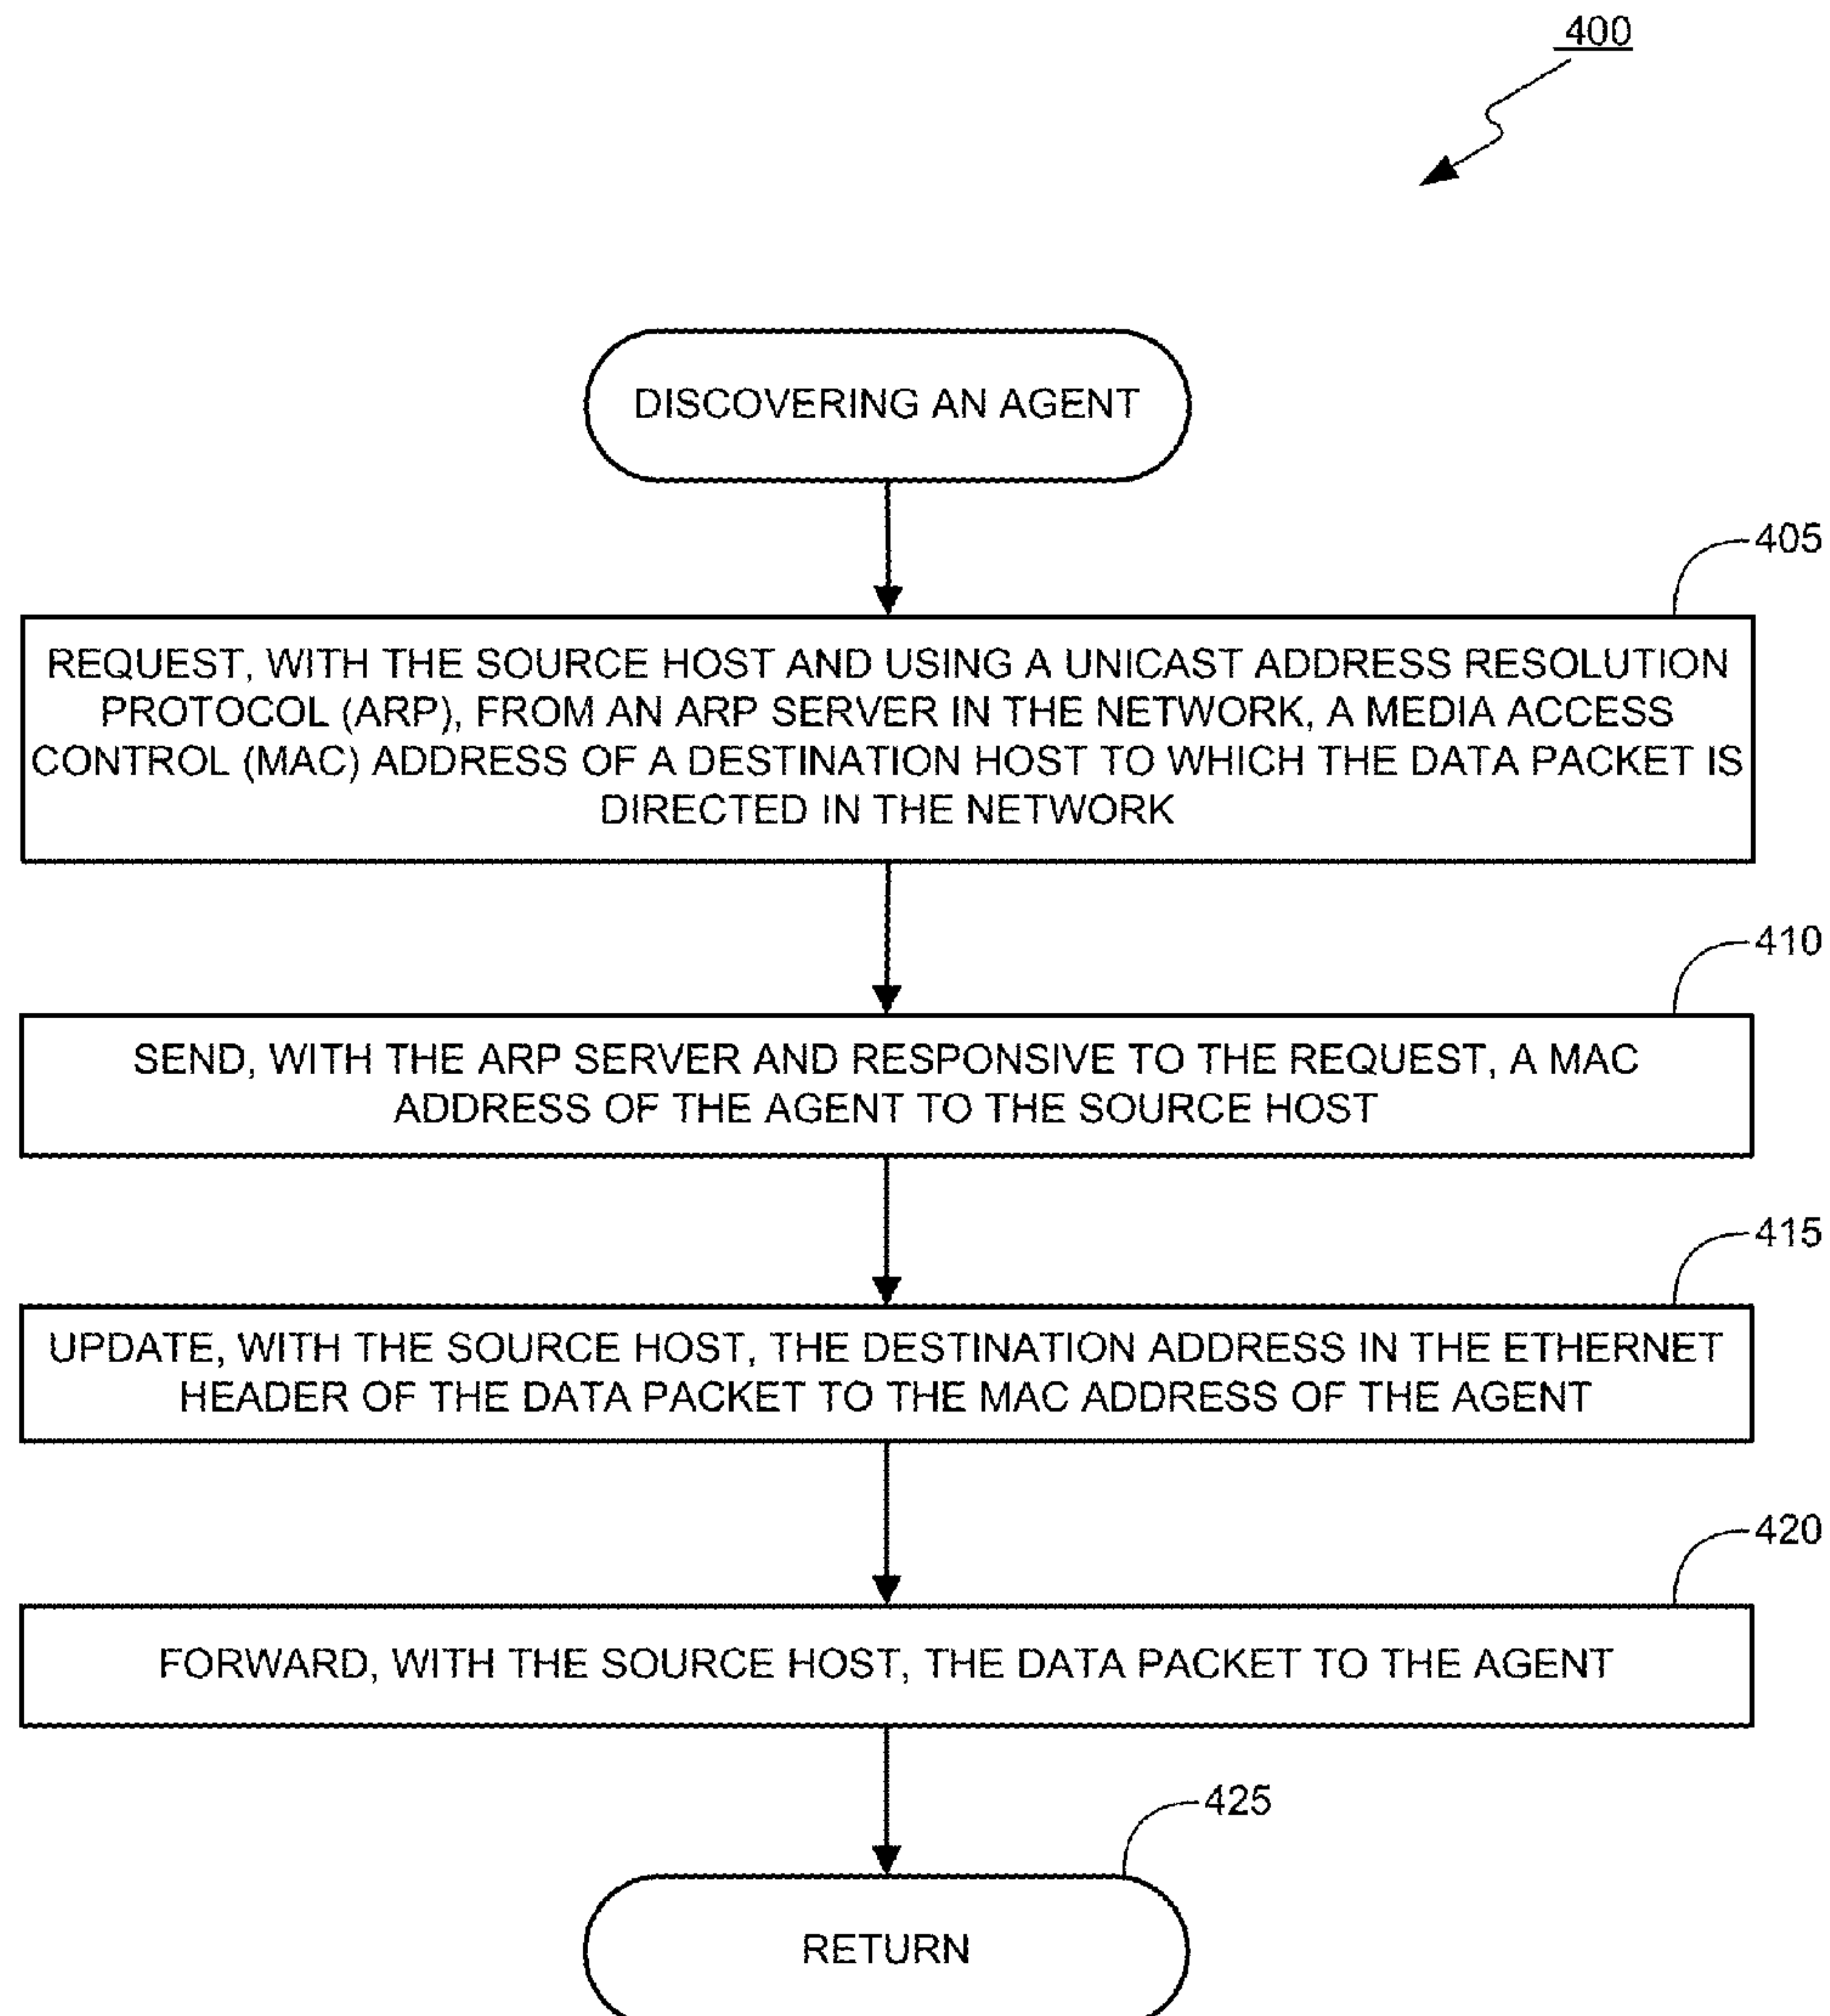 400
DISCOVERING AN AGENT
405
REQUEST, WITH THE SOURCE HOST AND USING A UNICAST ADDRESS RESOLUTION
PROTOCOL (ARP), FROM AN ARP SERVER IN THE NETWORK, A MEDIA ACCESS
CONTROL (MAC) ADDRESS OF A DESTINATION HOST TO WHICH THE DATA PACKET IS
DIRECTED IN THE NETWORK
410
SEND, WITH THE ARP SERVER AND RESPONSIVE TO THE REQUEST, A MAC
ADDRESS OF THE AGENT TO THE SOURCE HOST
415
UPDATE, WITH THE SOURCE HOST, THE DESTINATION ADDRESS IN THE ETHERNET
HEADER OF THE DATA PACKET TO THE MAC ADDRESS OF THE AGENT
420
FORWARD, WITH THE SOURCE HOST, THE DATA PACKET TO THE AGENT
425
RETURN